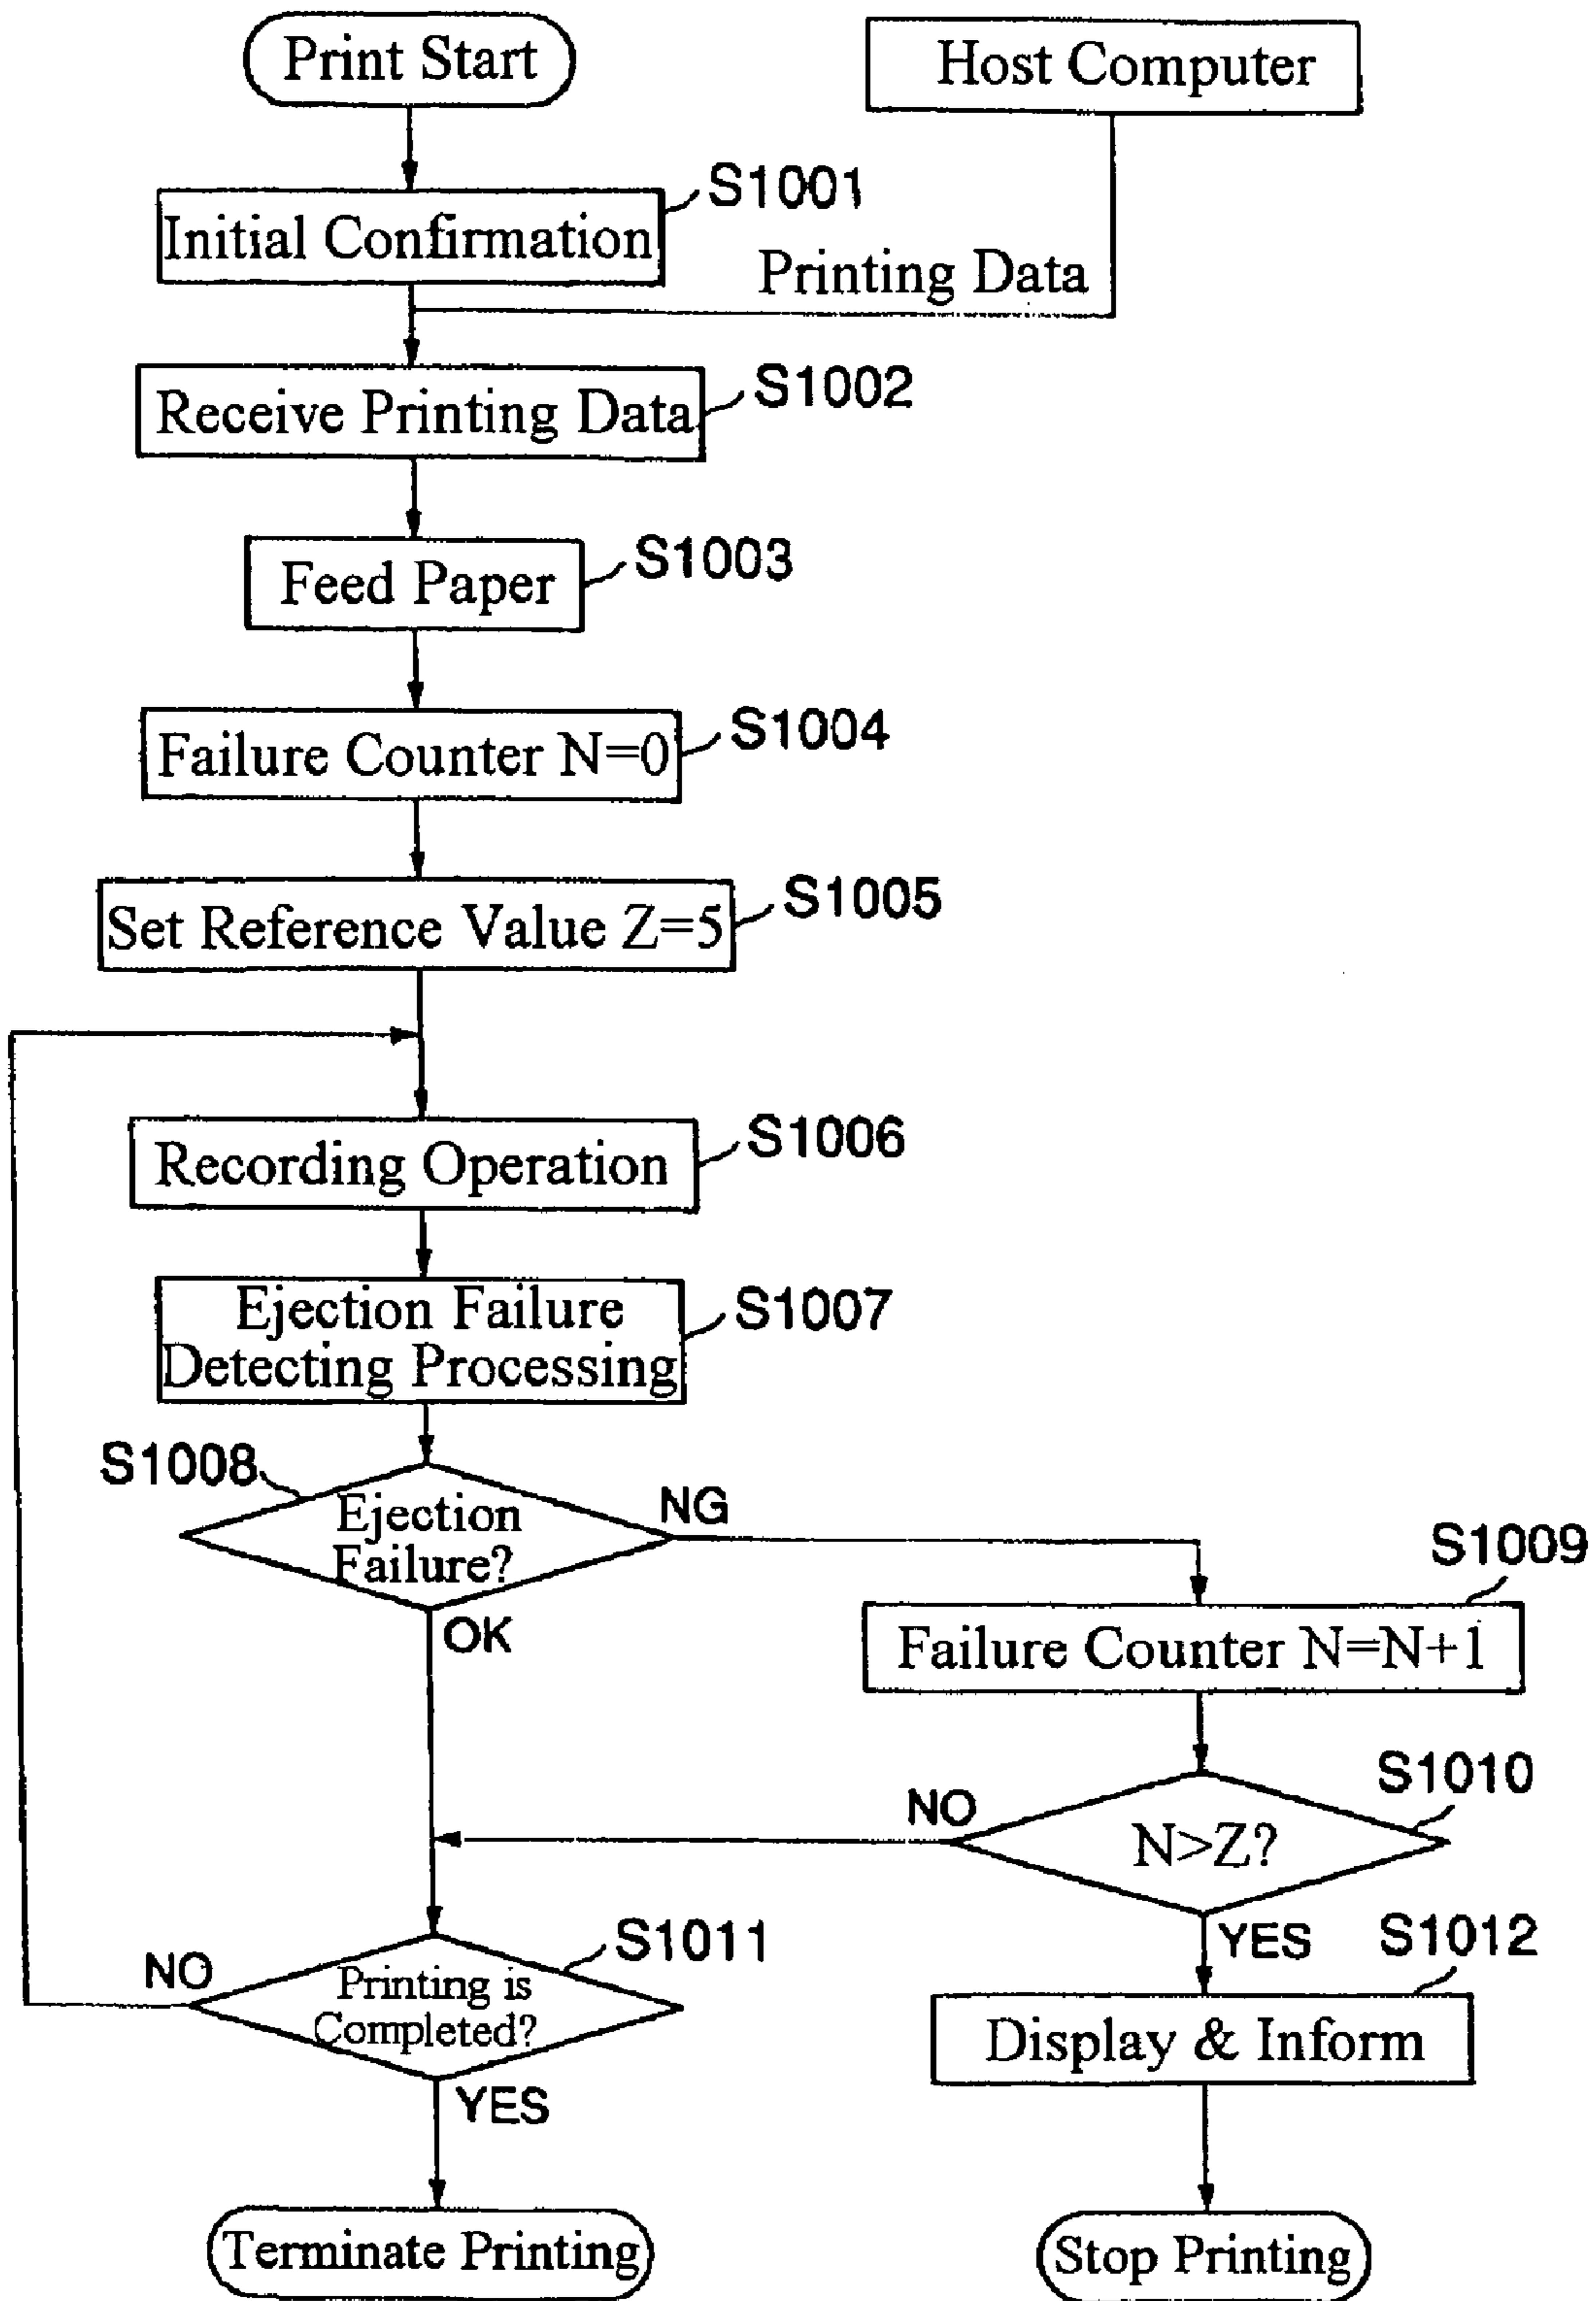 Print Start
Host Computer
S1001
Initial Confirmation
Printing Data
S1002
Receive Printing Data
S1003
Feed Paper
S1004
Failure Counter N=0
S1005
Set Reference Value Z=5
S1006
Recording Operation
S1007
Ejection Failure
Detecting Processing
S1008
Ejection
Failure?
NG
OK
S1009
Failure Counter N=N+1
S1010
N>Z?
NO
YES
S1011
Printing is
Completed?
NO
YES
S1012
Display & Inform
Terminate Printing
Stop Printing